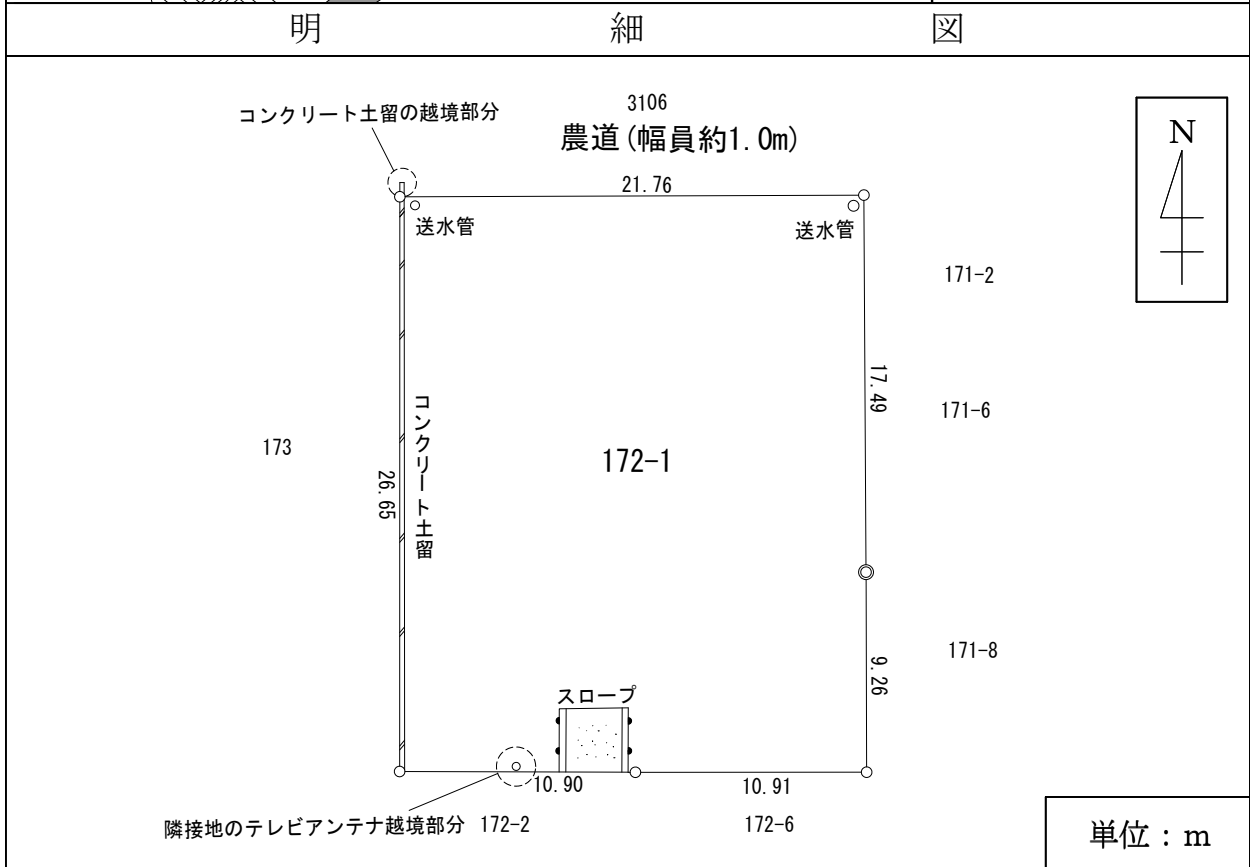 明細図
コンクリート土留の越境部分
3106
農道(幅員約1.0m)
N
21.76
送水管
送水管
171-2
17.49
171-6
コンクリート土留
173
172-1
26.65
171-8
9.26
スロープ
10.90
10.91
隣接地のテレビアンテナ越境部分
172-2
172-6
単位:m